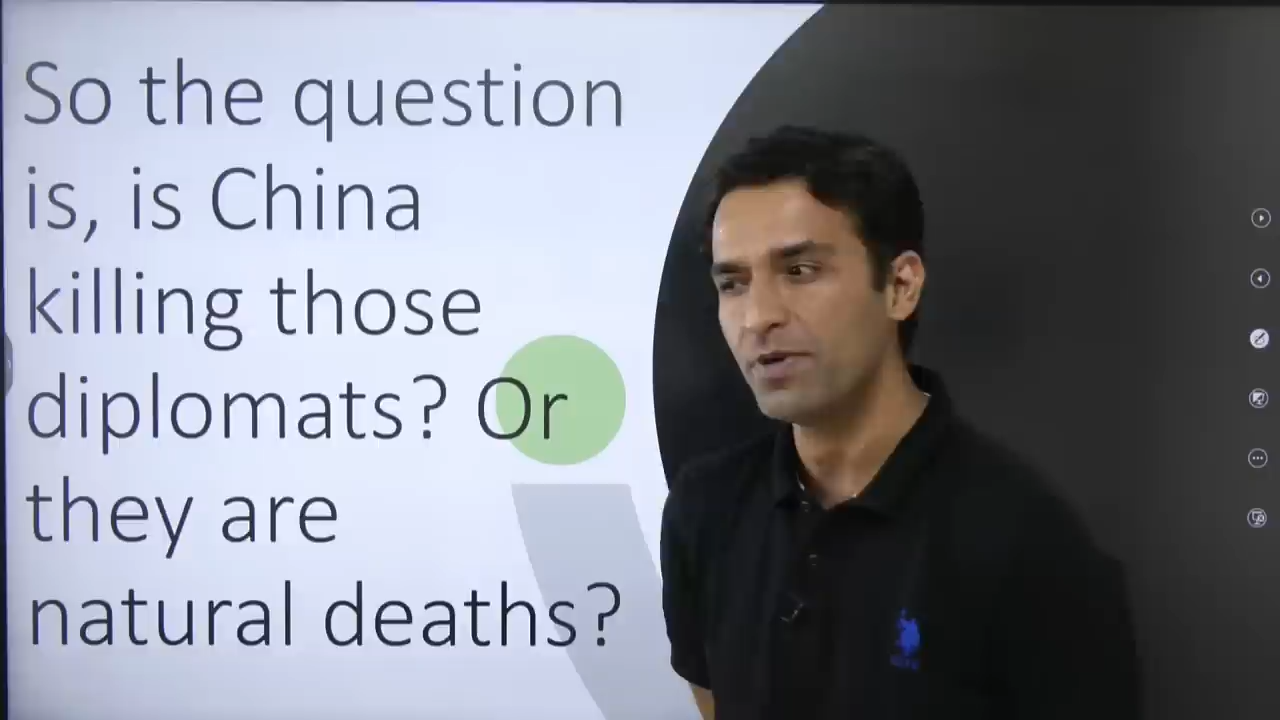 So the question
is, is China
killing those
diplomats? Or
they are
natural deaths?